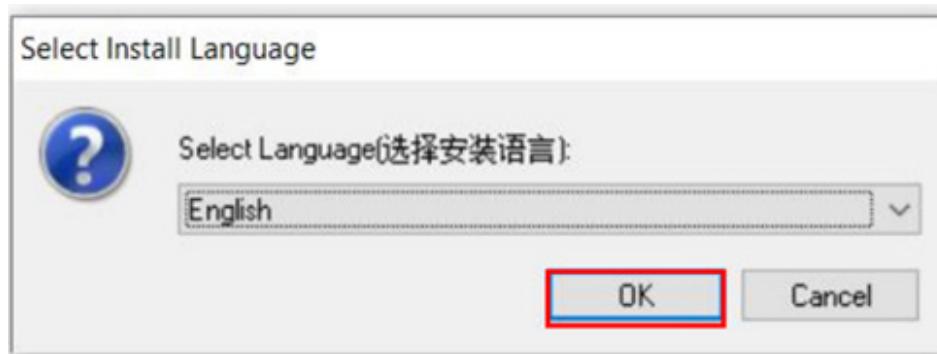 Select Install Language
Select Language(选择安装语言):
English
OK
Cancel